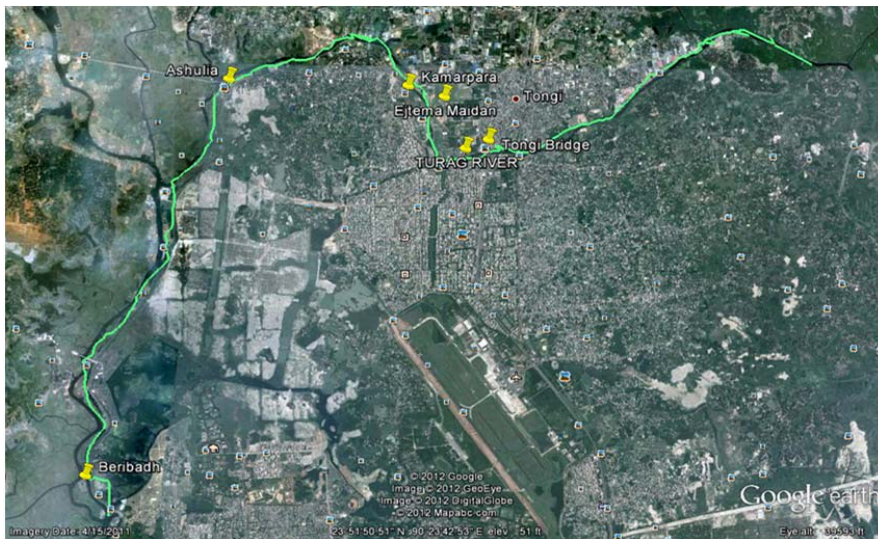 Ashulia
Kamarpara
Ejtema Maidan
Tongi
Tongi Bridge
TURAG RIVER
Beribadh
© 2012 Google
Image © 2012 GeoEye
Image © 2012 DigitalGlobe
© 2012 Mapabc.com
Google earth
Imagery Date: 4/15/2011
23°51'50.51" N 90°23'42.53" E elev 51 ft
Eye alt 39593 ft